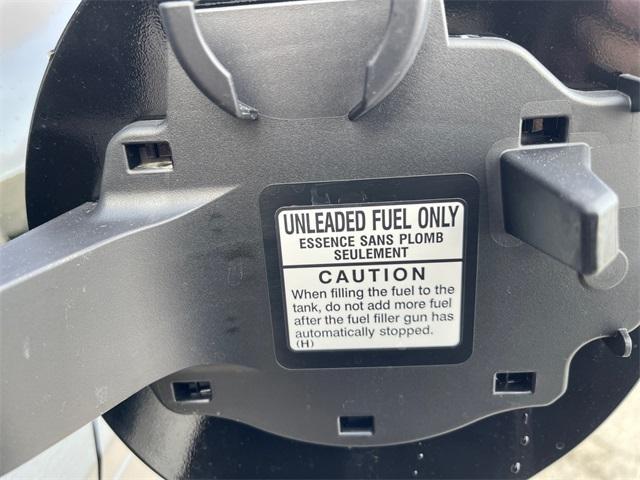 UNLEADED FUEL ONLY
ESSENCE SANS PLOMB
SEULEMENT
CAUTION
When filling the fuel to the
tank, do not add more fuel
after the fuel filler gun has
automatically stopped.
(H)